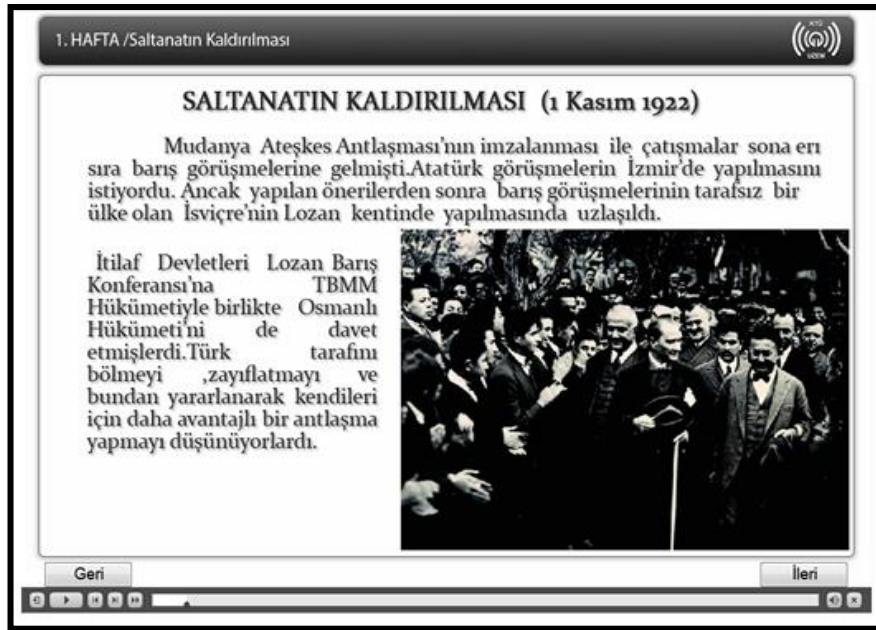 1. HAFTA /Saltanatın Kaldırılması
KTÜ
UZEM
SALTANATIN KALDIRILMASI (1 Kasım 1922)
Mudanya Ateşkes Antlaşması'nın imzalanması ile çatışmalar sona erı
sıra barış görüşmelerine gelmişti.Atatürk görüşmelerin İzmir'de yapılmasını
istiyordu. Ancak yapılan önerilerden sonra barış görüşmelerinin tarafsız bir
ülke olan İsviçre'nin Lozan kentinde yapılmasında uzlaşıldı.
İtilaf Devletleri Lozan Barış
Konferansı'na TBMM
Hükümetiyle birlikte Osmanlı
Hükümeti'ni de davet
etmişlerdi.Türk tarafını
bölmeyi ,zayıflatmayı ve
bundan yararlanarak kendileri
için daha avantajlı bir antlaşma
yapmayı düşünüyorlardı.
Geri
İleri